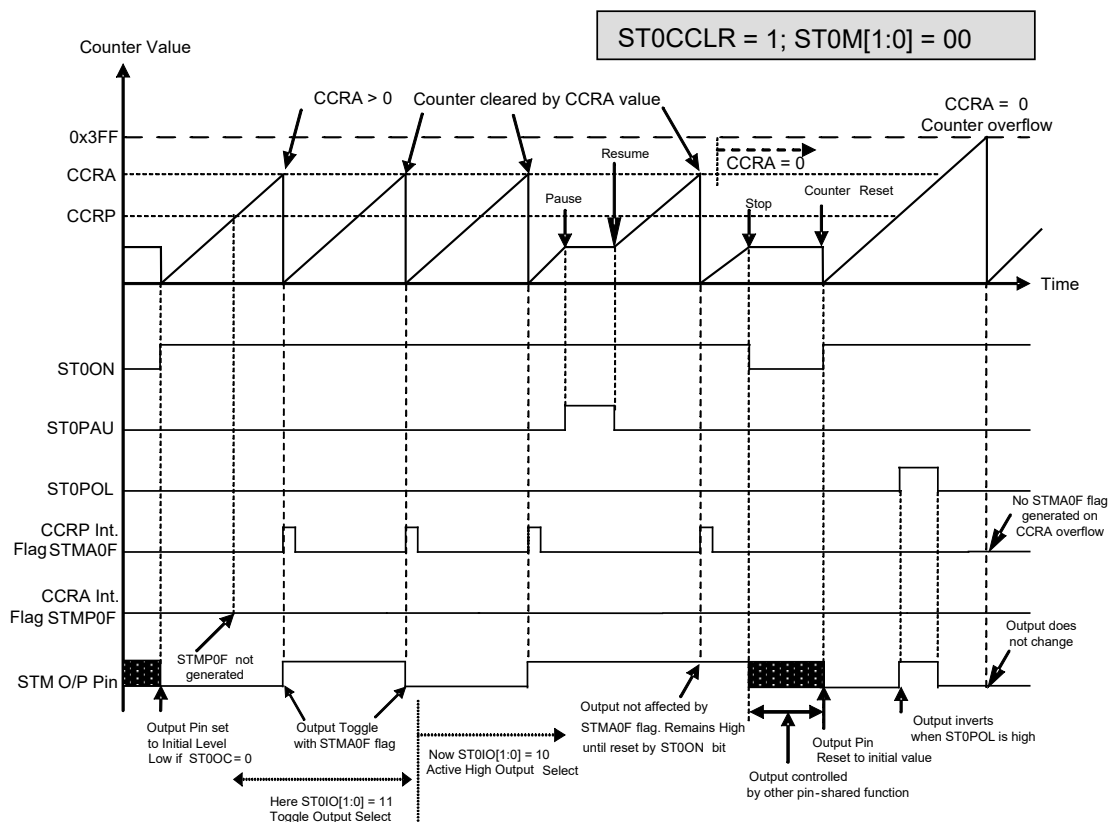 ST0CCLR = 1; ST0M[1:0] = 00
Counter Value
CCRA > 0
Counter cleared by CCRA value
CCRA = 0
Counter overflow
0x3FF
Resume
CCRA = 0
CCRA
Pause
Stop
Counter Reset
CCRP
Time
ST0ON
ST0PAU
ST0POL
No STMA0F flag
generated on
CCRA overflow
CCRP Int.
Flag STMA0F
CCRA Int.
Flag STMP0F
STMP0F not
generated
Output does
not change
STM O/P Pin
Output Pin set
to Initial Level
Low if ST0OC=0
Output Toggle
with STMA0F flag
Output not affected by
STMA0F flag. Remains High
until reset by ST0ON bit
Now ST0IO[1:0] = 10
Active High Output Select
Output Pin
Reset to initial value
Output inverts
when ST0POL is high
Output controlled
by other pin-shared function
Here ST0IO[1:0] = 11
Toggle Output Select